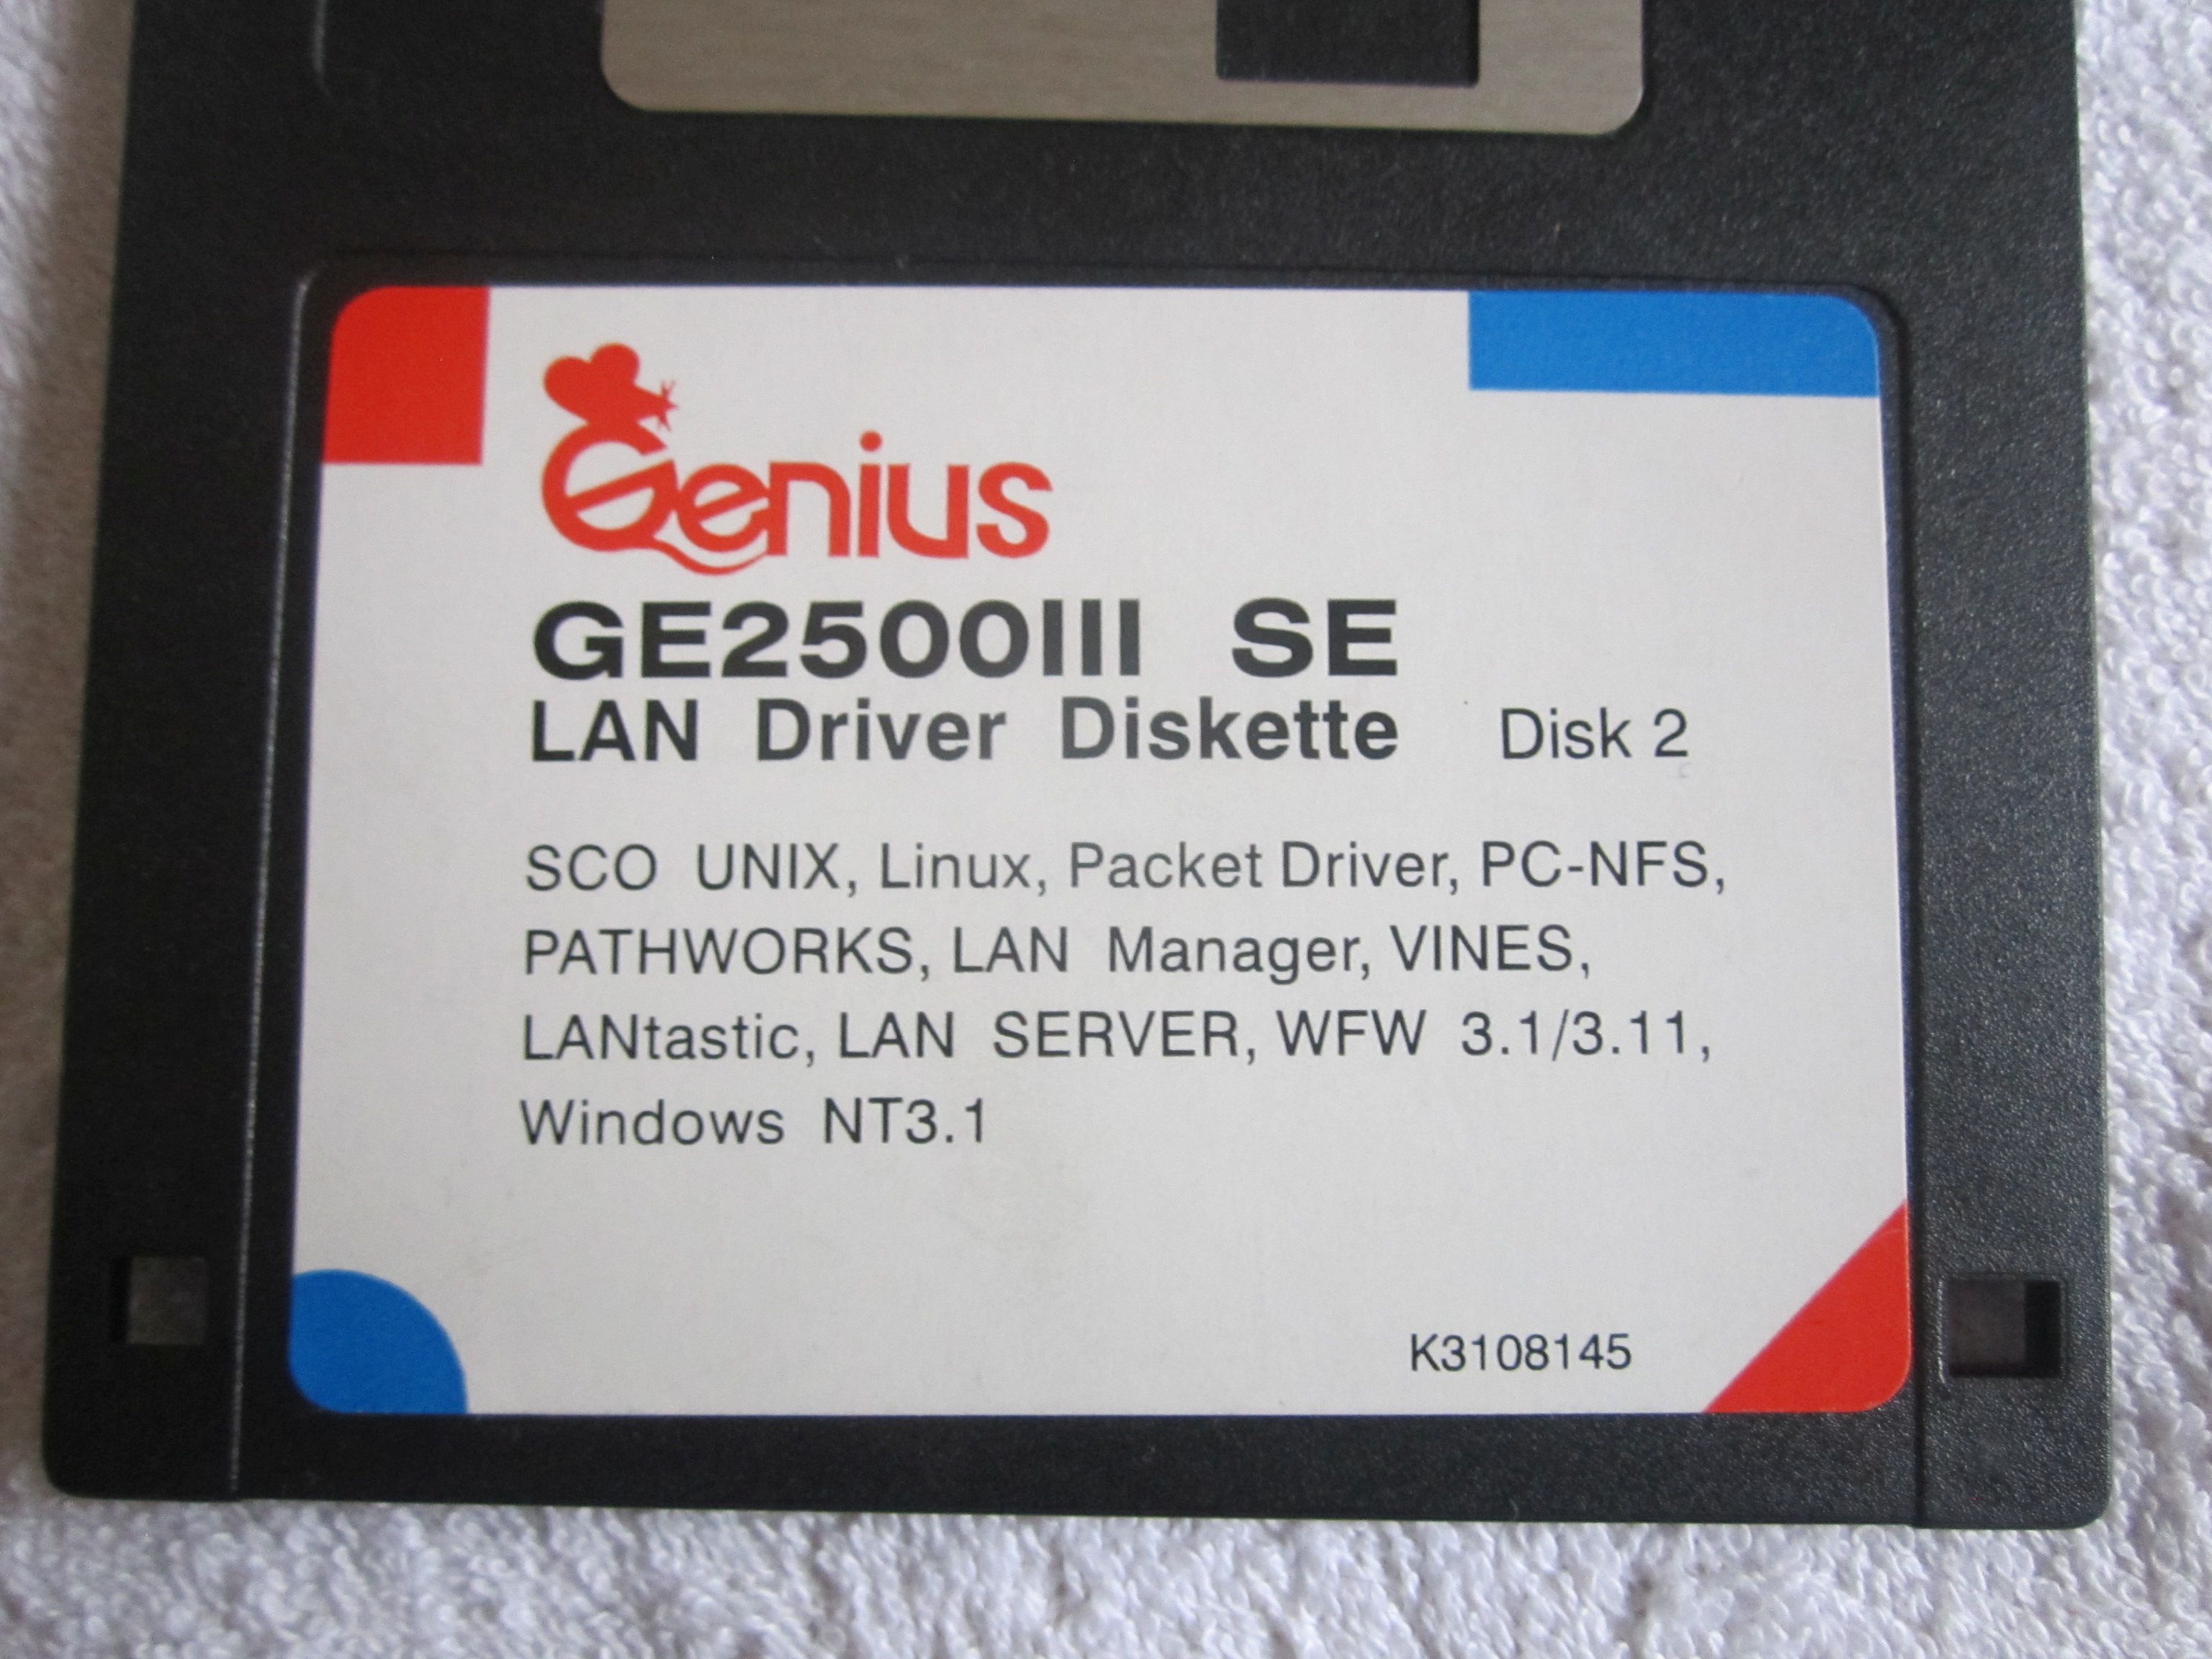 Genius
GE2500III SE
LAN Driver Diskette Disk 2
SCO UNIX, Linux, Packet Driver, PC-NFS,
PATHWORKS, LAN Manager, VINES,
LANtastic, LAN SERVER, WFW 3.1/3.11,
Windows NT3.1
K3108145